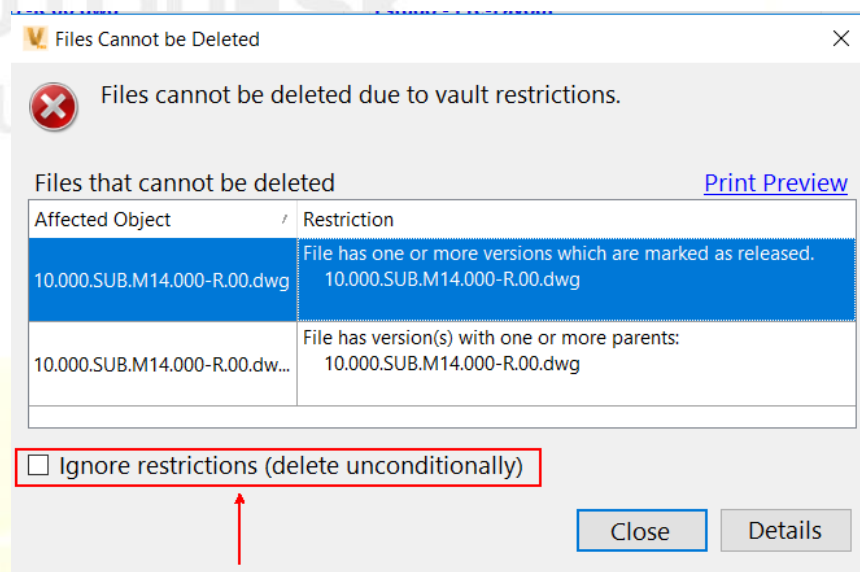 Files Cannot be Deleted
Files cannot be deleted due to vault restrictions.
Files that cannot be deleted
Print Preview
Affected Object
Restriction
10.000.SUB.M14.000-R.00.dwg
File has one or more versions which are marked as released.
10.000.SUB.M14.000-R.00.dwg
10.000.SUB.M14.000-R.00.dw...
File has version(s) with one or more parents:
10.000.SUB.M14.000-R.00.dwg
Ignore restrictions (delete unconditionally)
Close
Details